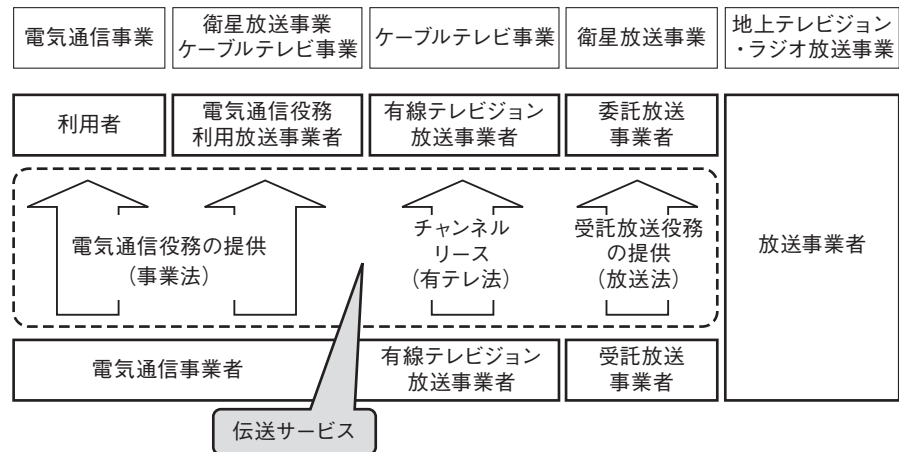 電気通信事業
衛星放送事業
ケーブルテレビ事業
ケーブルテレビ事業
衛星放送事業
地上テレビジョン
・ラジオ放送事業
利用者
電気通信役務
利用放送事業者
有線テレビジョン
放送事業者
委託放送
事業者
電気通信役務の提供
（事業法）
チャンネル
リース
（有テレ法）
受託放送役務
の提供
（放送法）
放送事業者
電気通信事業者
有線テレビジョン
放送事業者
受託放送
事業者
伝送サービス